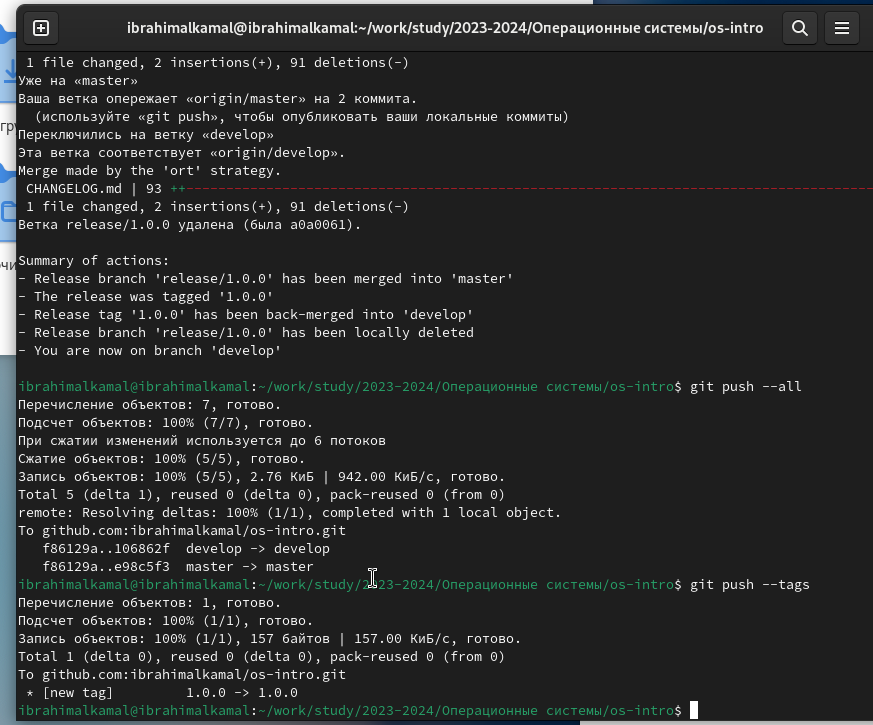 ibrahimalkamal@ibrahimalkamal:~/work/study/2023-2024/Операционные системы/os-intro
1 file changed, 2 insertions(+), 91 deletions(-)
Уже на «master»
Ваша ветка опережает «origin/master» на 2 коммита.
(используйте «git push», чтобы опубликовать ваши локальные коммиты)
Переключились на ветку «develop»
Эта ветка соответствует «origin/develop».
Merge made by the 'ort' strategy.
CHANGELOG.md | 93 ++-------------------------------------------------------------------------------------
1 file changed, 2 insertions(+), 91 deletions(-)
Ветка release/1.0.0 удалена (была a0a0061).
Summary of actions:
- Release branch 'release/1.0.0' has been merged into 'master'
- The release was tagged '1.0.0'
- Release tag '1.0.0' has been back-merged into 'develop'
- Release branch 'release/1.0.0' has been locally deleted
- You are now on branch 'develop'
ibrahimalkamal@ibrahimalkamal:~/work/study/2023-2024/Операционные системы/os-intro$ git push --all
Перечисление объектов: 7, готово.
Подсчет объектов: 100% (7/7), готово.
При сжатии изменений используется до 6 потоков
Сжатие объектов: 100% (5/5), готово.
Запись объектов: 100% (5/5), 2.76 КиБ | 942.00 КиБ/с, готово.
Total 5 (delta 1), reused 0 (delta 0), pack-reused 0 (from 0)
remote: Resolving deltas: 100% (1/1), completed with 1 local object.
To github.com:ibrahimalkamal/os-intro.git
f86129a..106862f  develop -> develop
f86129a..e98c5f3  master -> master
ibrahimalkamal@ibrahimalkamal:~/work/study/2023-2024/Операционные системы/os-intro$ git push --tags
Перечисление объектов: 1, готово.
Подсчет объектов: 100% (1/1), готово.
Запись объектов: 100% (1/1), 157 байтов | 157.00 КиБ/с, готово.
Total 1 (delta 0), reused 0 (delta 0), pack-reused 0 (from 0)
To github.com:ibrahimalkamal/os-intro.git
* [new tag]         1.0.0 -> 1.0.0
ibrahimalkamal@ibrahimalkamal:~/work/study/2023-2024/Операционные системы/os-intro$